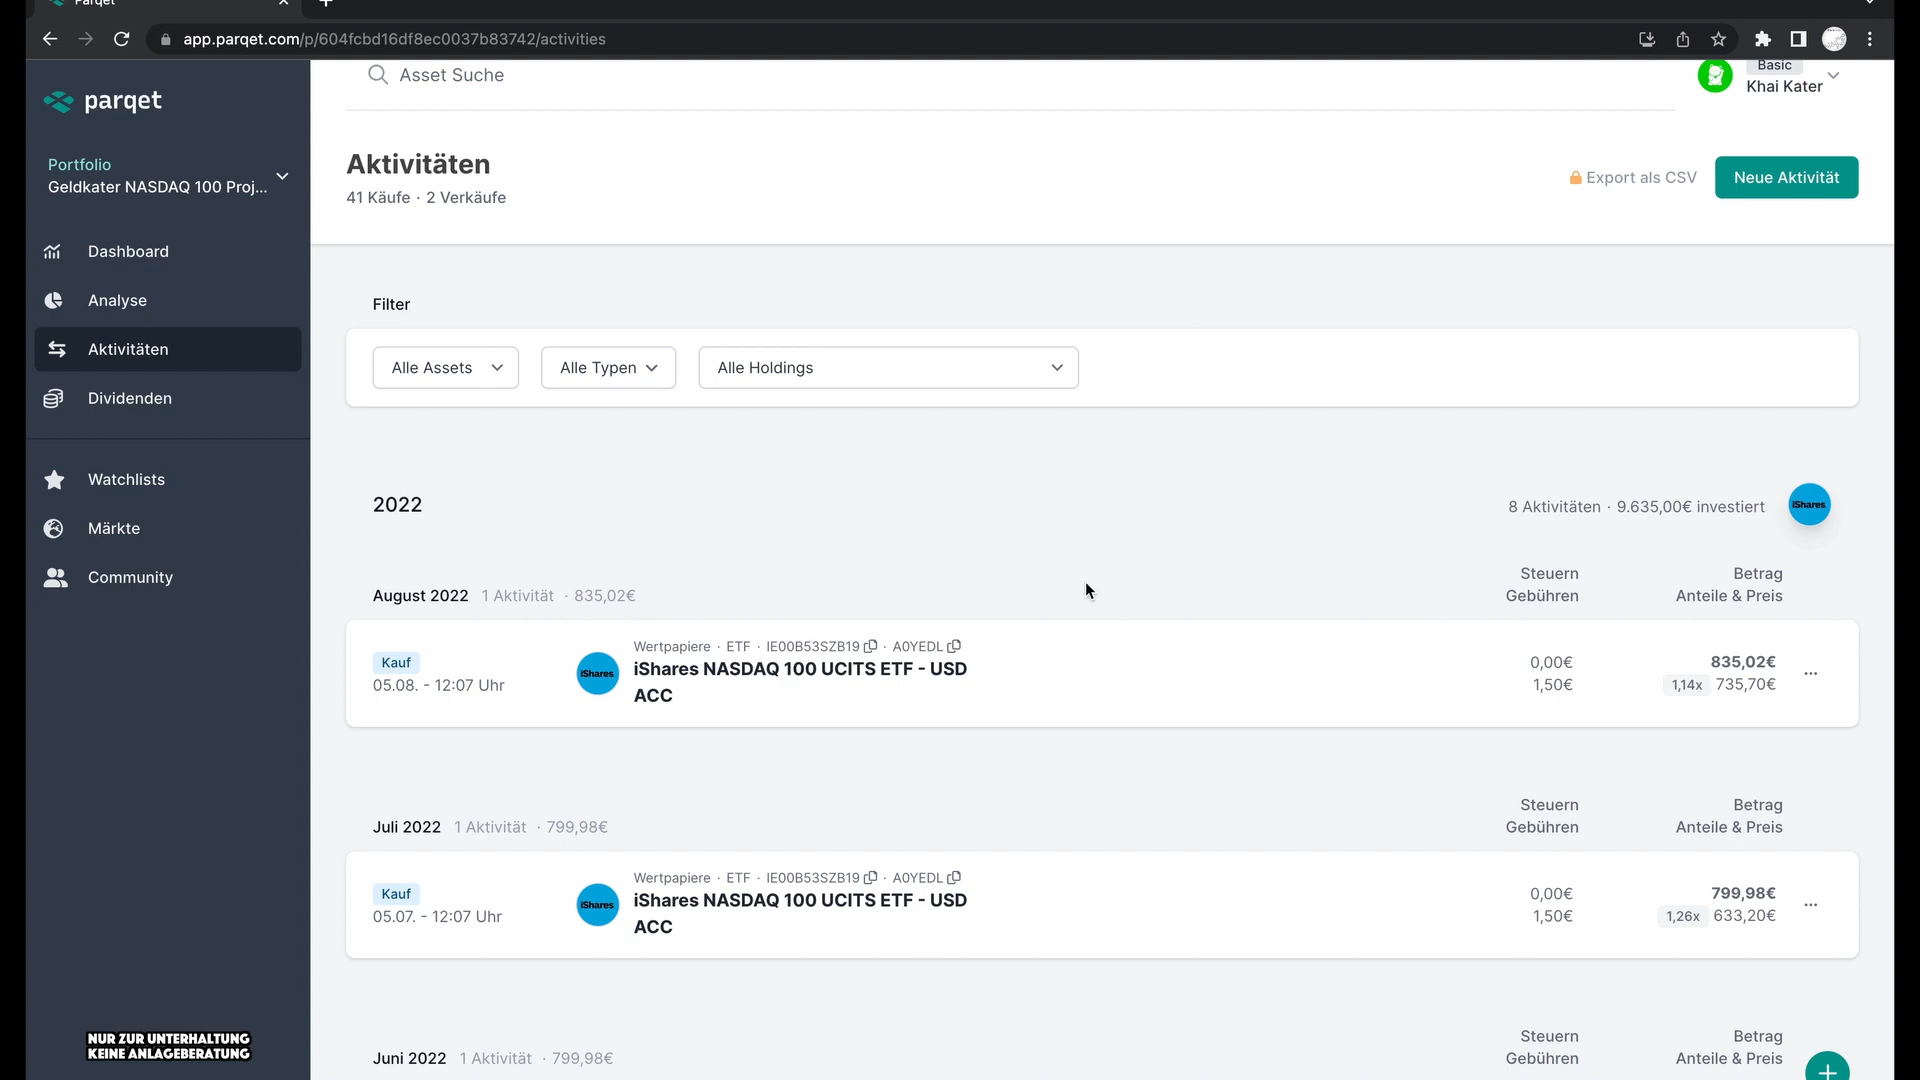 Parqet
app.parqet.com/p/604fcbd16df8ec0037b83742/activities
parqet
Asset Suche
Basic
Khai Kater
Portfolio
Geldkater NASDAQ 100 Proj...
Aktivitäten
41 Käufe · 2 Verkäufe
Export als CSV
Neue Aktivität
Dashboard
Analyse
Aktivitäten
Dividenden
Watchlists
Märkte
Community
Filter
Alle Assets
Alle Typen
Alle Holdings
2022
8 Aktivitäten · 9.635,00€ investiert
iShares
Steuern
Gebühren
Betrag
Anteile & Preis
August 2022 1 Aktivität · 835,02€
Kauf
05.08. - 12:07 Uhr
iShares
Wertpapiere · ETF · IE00B53SZB19 · A0YEDL
iShares NASDAQ 100 UCITS ETF - USD
ACC
0,00€
1,50€
835,02€
1,14x 735,70€
...
Steuern
Gebühren
Betrag
Anteile & Preis
Juli 2022 1 Aktivität · 799,98€
Kauf
05.07. - 12:07 Uhr
iShares
Wertpapiere · ETF · IE00B53SZB19 · A0YEDL
iShares NASDAQ 100 UCITS ETF - USD
ACC
0,00€
1,50€
799,98€
1,26x 633,20€
...
Steuern
Gebühren
Betrag
Anteile & Preis
Juni 2022 1 Aktivität · 799,98€
NUR ZUR UNTERHALTUNG
KEINE ANLAGEBERATUNG